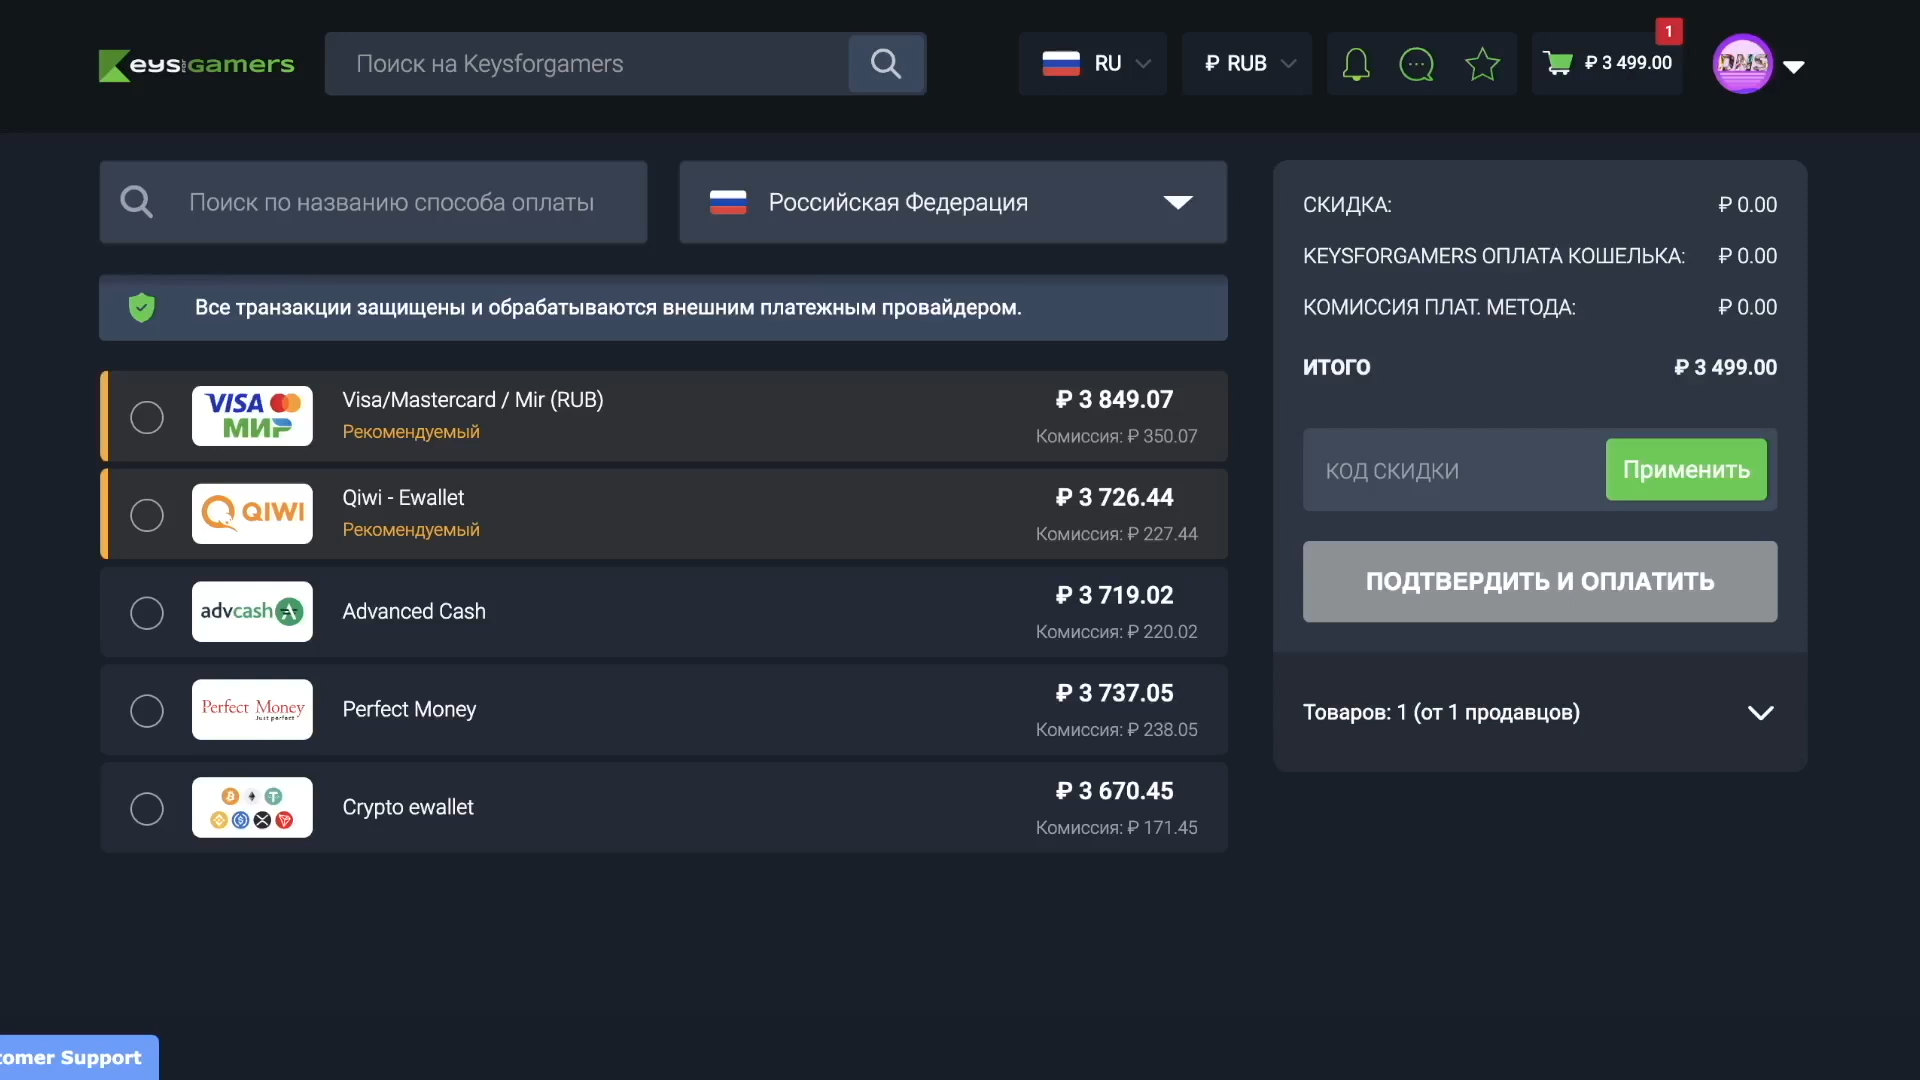 Keys FOR Gamers
Поиск на Keysforgamers
RU
₽ RUB
₽ 3 499.00
1
DNS
Поиск по названию способа оплаты
Российская Федерация
Все транзакции защищены и обрабатываются внешним платежным провайдером.
VISA
МИР
Visa/Mastercard / Mir (RUB)
Рекомендуемый
₽ 3 849.07
Комиссия: ₽ 350.07
QIWI
Qiwi - Ewallet
Рекомендуемый
₽ 3 726.44
Комиссия: ₽ 227.44
advcash
Advanced Cash
₽ 3 719.02
Комиссия: ₽ 220.02
Perfect Money
Just perfect
Perfect Money
₽ 3 737.05
Комиссия: ₽ 238.05
Crypto ewallet
₽ 3 670.45
Комиссия: ₽ 171.45
СКИДКА: ₽ 0.00
KEYSFORGAMERS ОПЛАТА КОШЕЛЬКА: ₽ 0.00
КОМИССИЯ ПЛАТ. МЕТОДА: ₽ 0.00
ИТОГО ₽ 3 499.00
КОД СКИДКИ
Применить
ПОДТВЕРДИТЬ И ОПЛАТИТЬ
Товаров: 1 (от 1 продавцов)
tomer Support